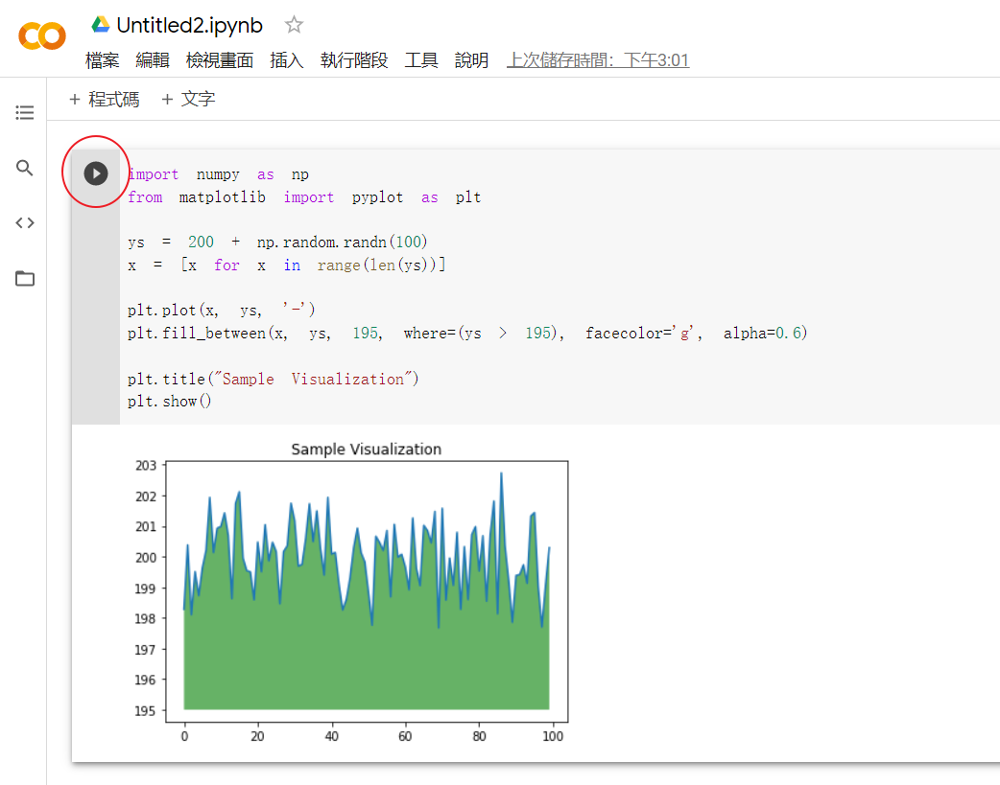 Untitled2.ipynb
檔案 編輯 檢視畫面 插入 執行階段 工具 說明 上次儲存時間：下午3:01
+ 程式碼 + 文字
import numpy as np
from matplotlib import pyplot as plt
ys = 200 + np.random.randn(100)
x = [x for x in range(len(ys))]
plt.plot(x, ys, '-')
plt.fill_between(x, ys, 195, where=(ys > 195), facecolor='g', alpha=0.6)
plt.title("Sample Visualization")
plt.show()
Sample Visualization
203
202
201
200
199
198
197
196
195
0 20 40 60 80 100